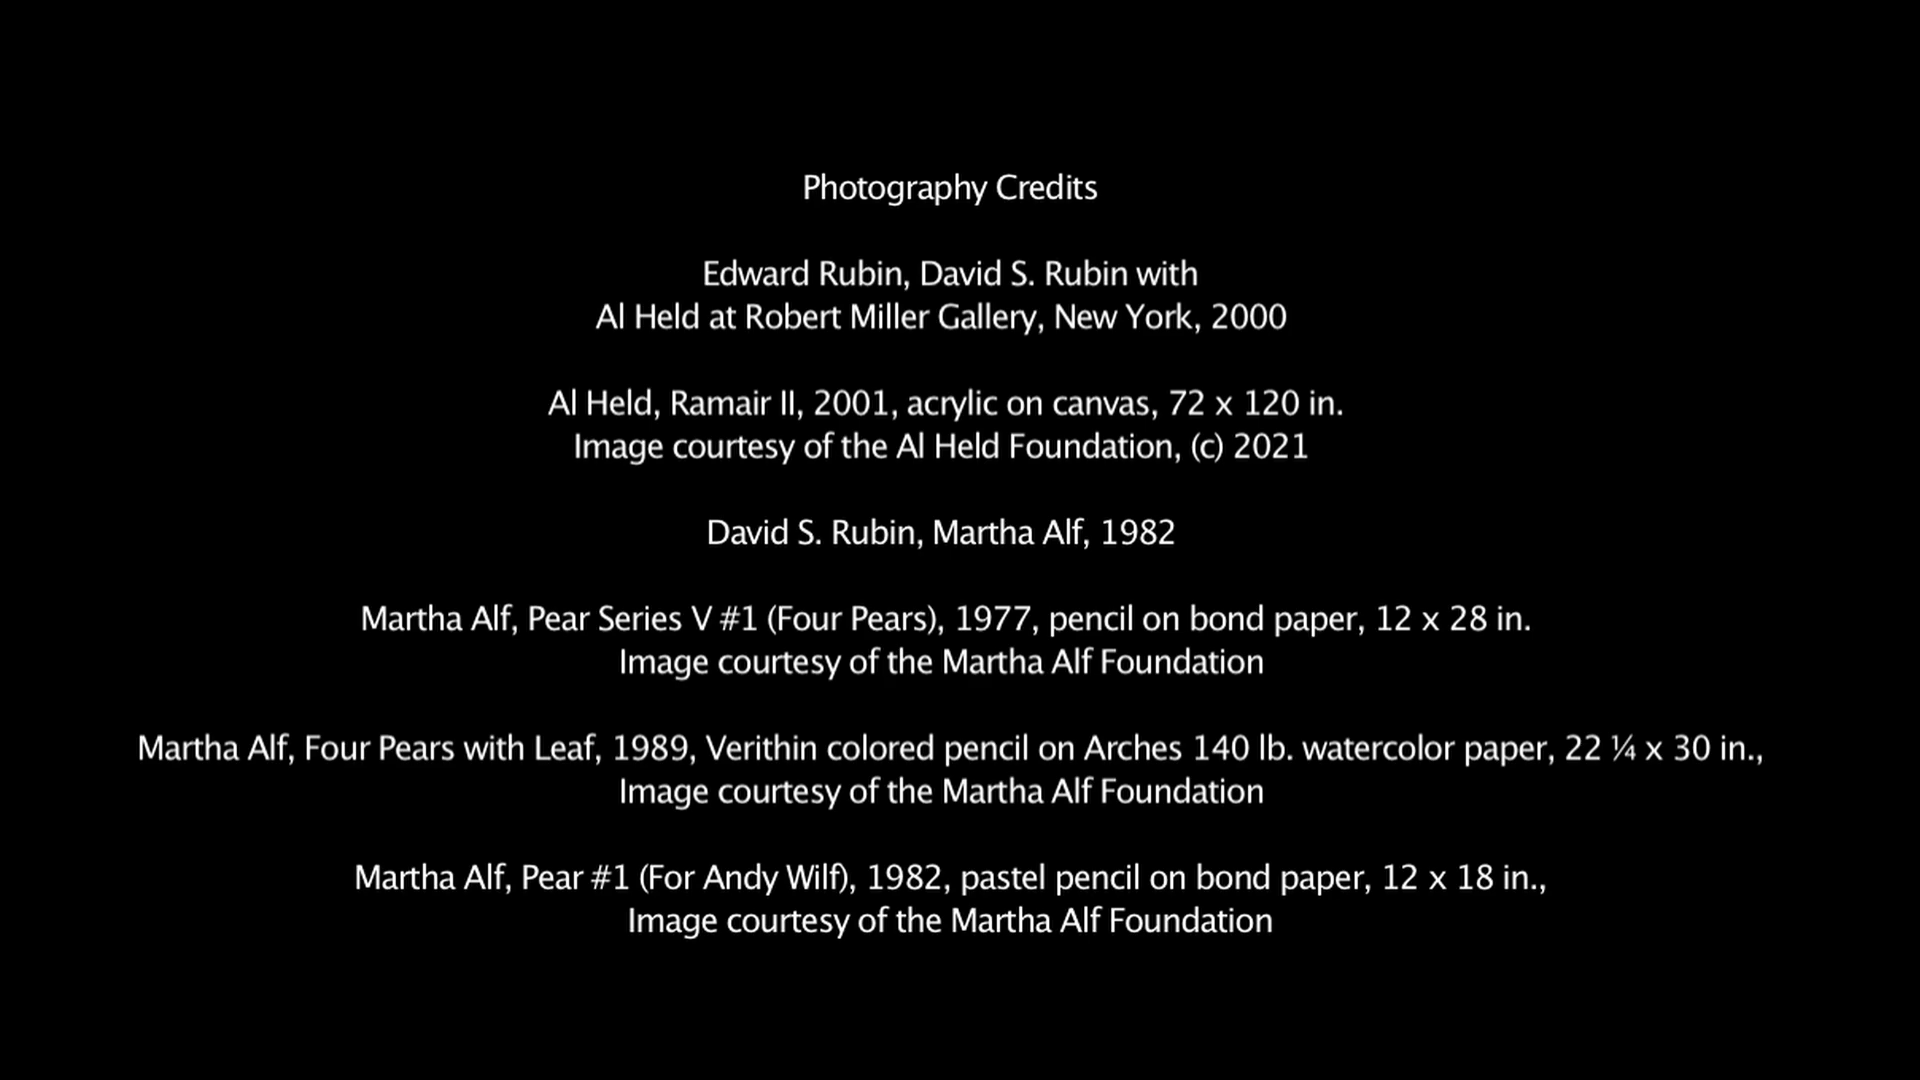 Photography Credits
Edward Rubin, David S. Rubin with
Al Held at Robert Miller Gallery, New York, 2000
Al Held, Ramair II, 2001, acrylic on canvas, 72 x 120 in.
Image courtesy of the Al Held Foundation, (c) 2021
David S. Rubin, Martha Alf, 1982
Martha Alf, Pear Series V #1 (Four Pears), 1977, pencil on bond paper, 12 x 28 in.
Image courtesy of the Martha Alf Foundation
Martha Alf, Four Pears with Leaf, 1989, Verithin colored pencil on Arches 140 lb. watercolor paper, 22 ¼ x 30 in.,
Image courtesy of the Martha Alf Foundation
Martha Alf, Pear #1 (For Andy Wilf), 1982, pastel pencil on bond paper, 12 x 18 in.,
Image courtesy of the Martha Alf Foundation